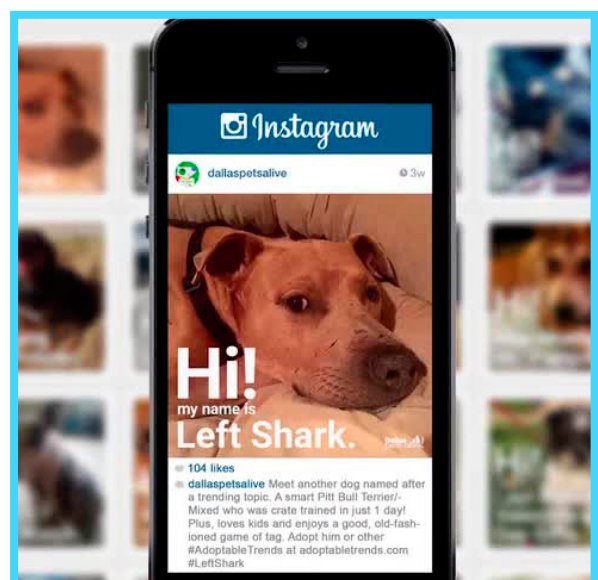 Instagram
dallaspetsalive
3w
Hi!
my name is
Left Shark.
104 likes
dallaspetsalive Meet another dog named after
a trending topic. A smart Pitt Bull Terrier/-
Mixed who was crate trained in just 1 day!
Plus, loves kids and enjoys a good, old-fash-
ioned game of tag. Adopt him or other
#AdoptableTrends at adoptabletrends.com
#LeftShark